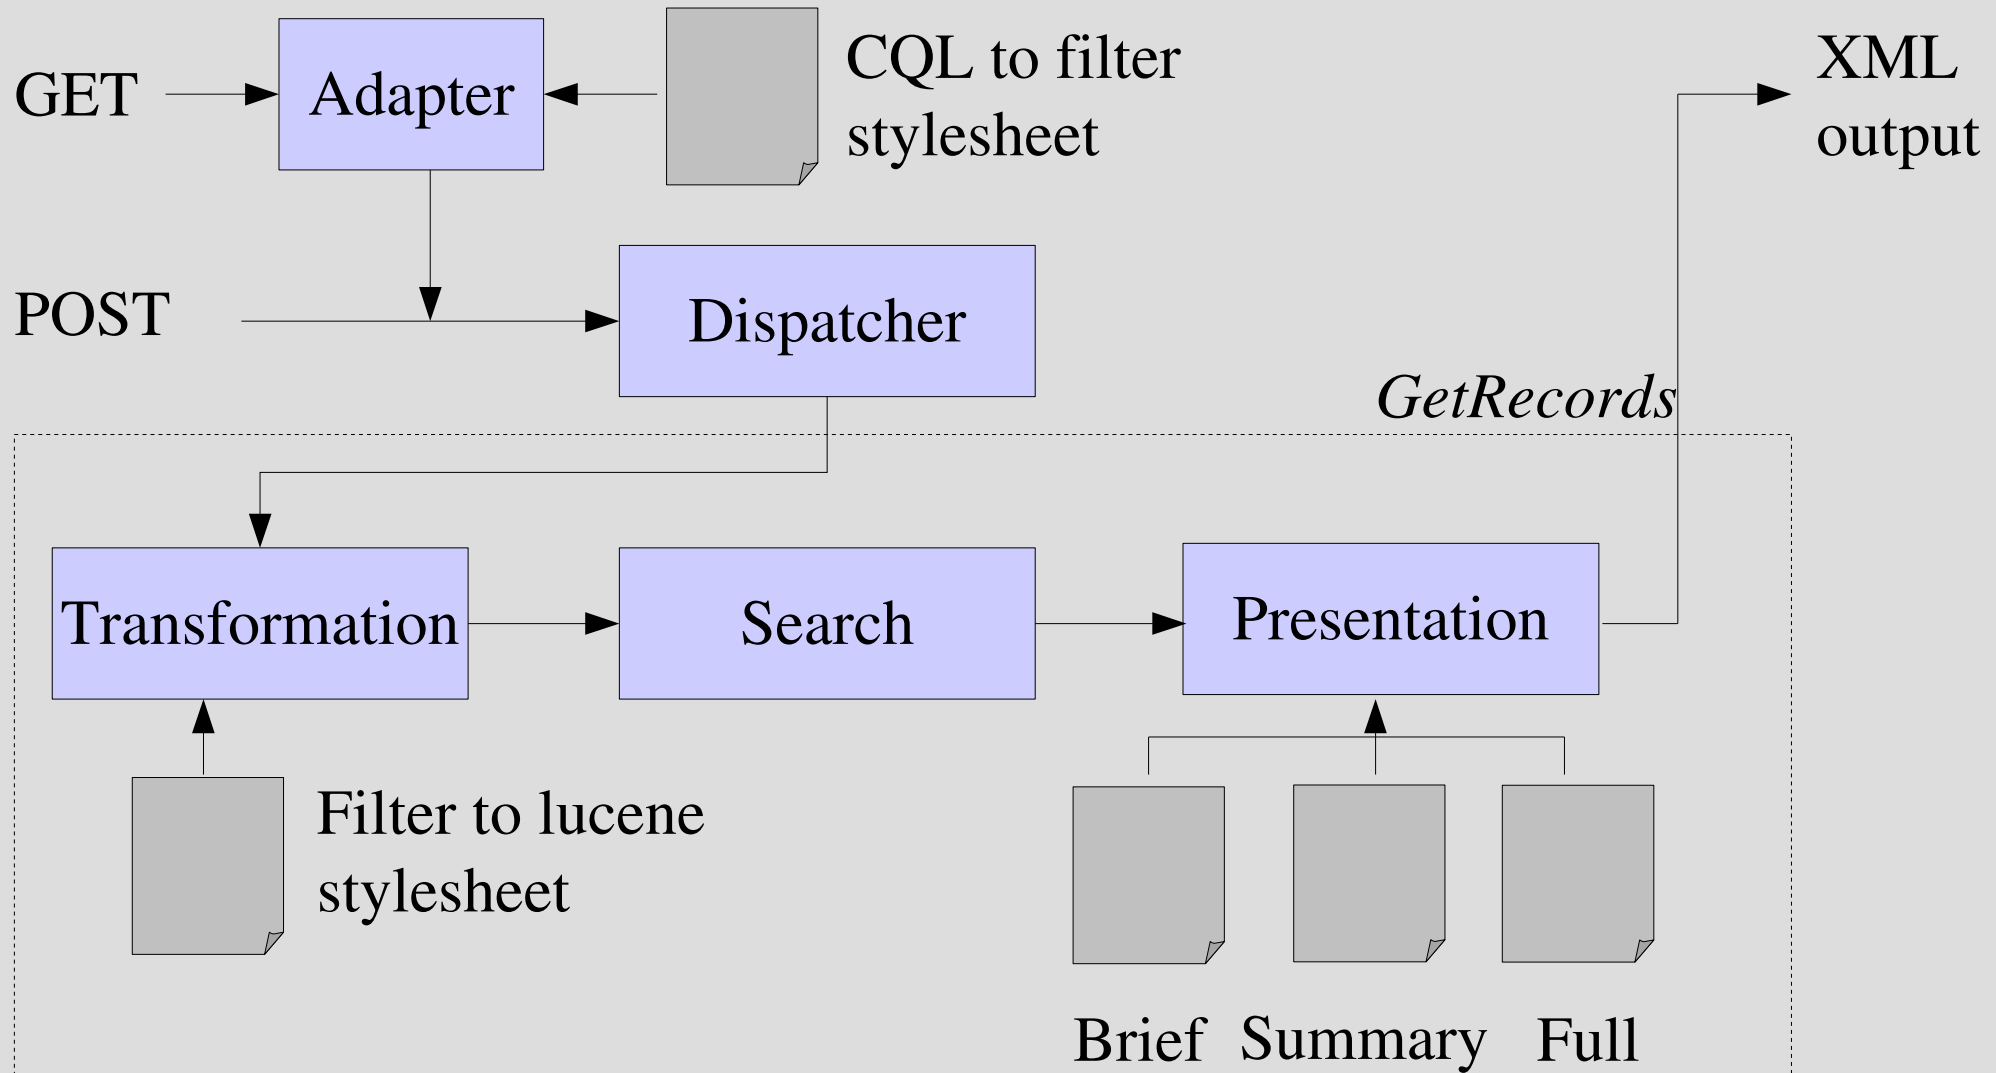 GET
Adapter
CQL to filter
stylesheet
XML
output
POST
Dispatcher
GetRecords
Transformation
Search
Presentation
Filter to lucene
stylesheet
Brief
Summary
Full